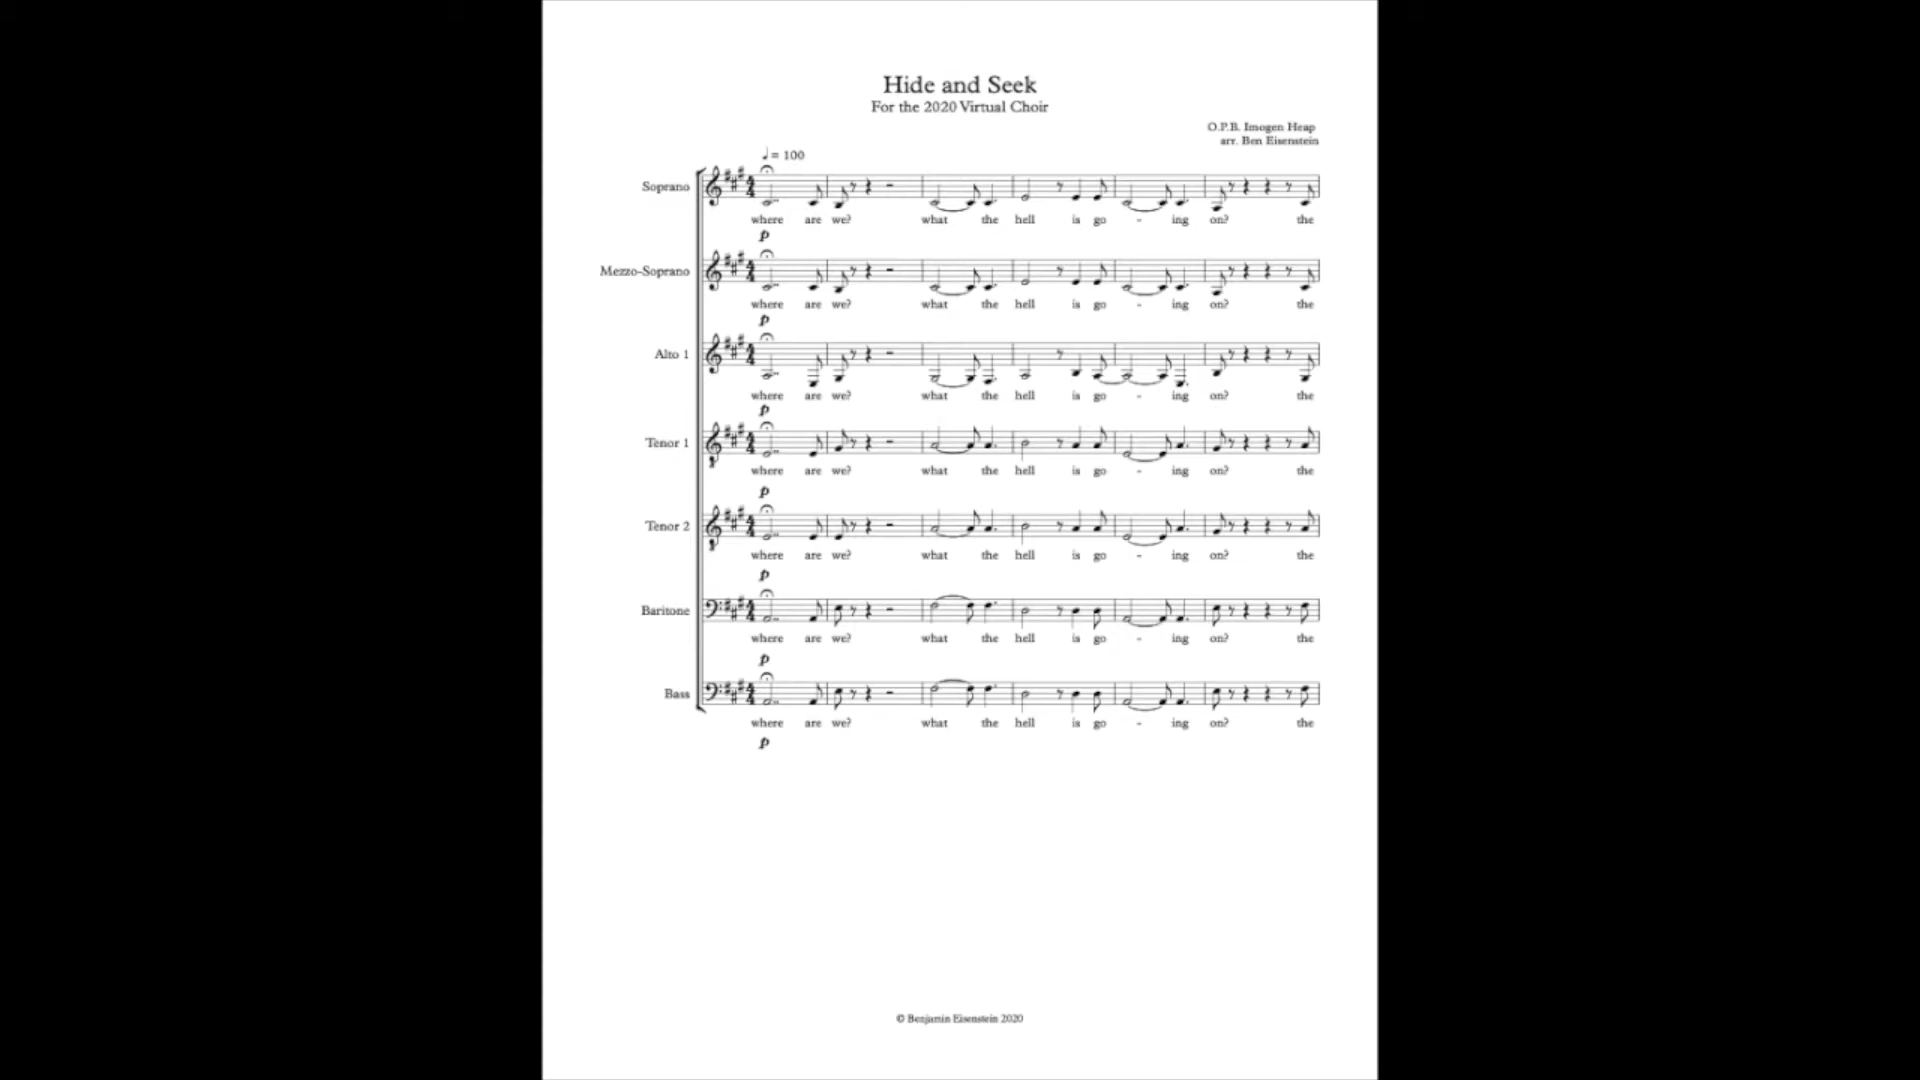 Hide and Seek
For the 2020 Virtual Choir
O.P.B. Imogen Heap
arr. Ben Eisenstein
♩= 100
Soprano
where are we? what the hell is go - ing on? the
p
Mezzo-Soprano
where are we? what the hell is go - ing on? the
p
Alto 1
where are we? what the hell is go - ing on? the
p
Tenor 1
where are we? what the hell is go - ing on? the
p
Tenor 2
where are we? what the hell is go - ing on? the
p
Baritone
where are we? what the hell is go - ing on? the
p
Bass
where are we? what the hell is go - ing on? the
p
© Benjamin Eisenstein 2020